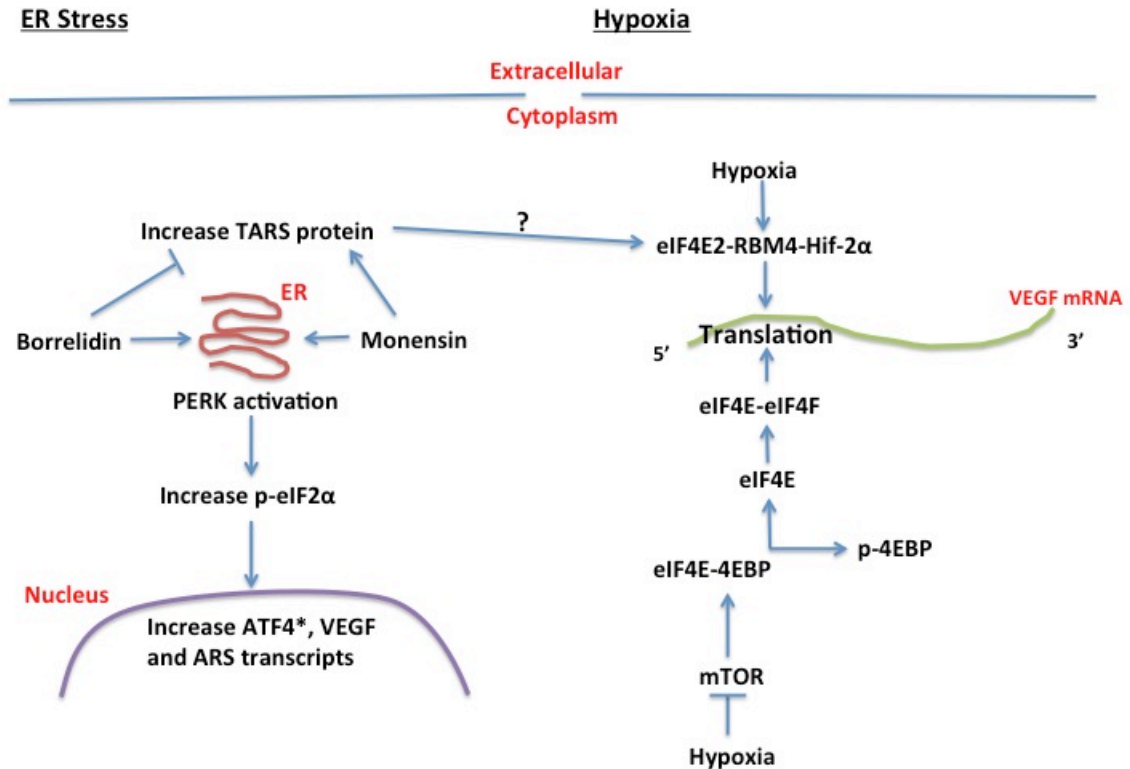 ER Stress
Hypoxia
Extracellular
Cytoplasm
Hypoxia
Increase TARS protein
?
eIF4E2-RBM4-Hif-2α
ER
VEGF mRNA
Borrelidin
Monensin
5’
Translation
3’
PERK activation
eIF4E-eIF4F
Increase p-eIF2α
eIF4E
p-4EBP
eIF4E-4EBP
Nucleus
Increase ATF4*, VEGF
and ARS transcripts
mTOR
Hypoxia